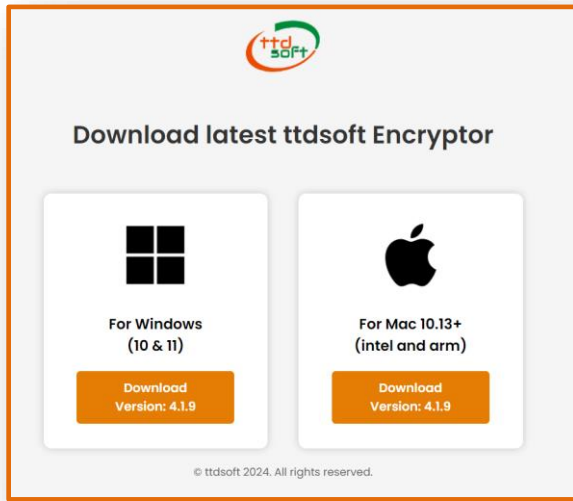 ttd
soft
Download latest ttdsoft Encryptor
For Windows
(10 & 11)
Download
Version: 4.1.9
For Mac 10.13+
(intel and arm)
Download
Version: 4.1.9
© ttdsoft 2024. All rights reserved.